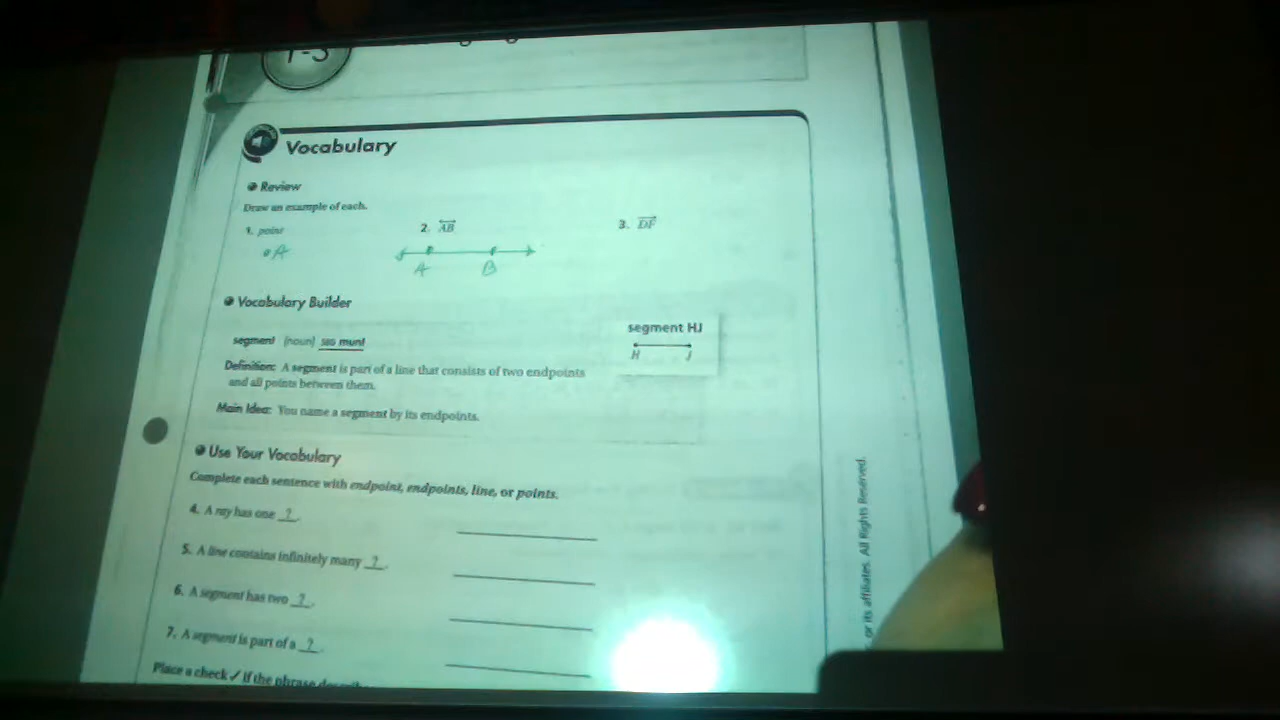 1-3
Vocabulary
Review
Draw an example of each.
1. point
2. AB
3. DF
A
A B
Vocabulary Builder
segment (noun) SEG munt
segment HJ
H J
Definition: A segment is part of a line that consists of two endpoints
and all points between them.
Main Idea: You name a segment by its endpoints.
Use Your Vocabulary
Complete each sentence with endpoint, endpoints, line, or points.
4. A ray has one ?.
5. A line contains infinitely many ?.
6. A segment has two ?.
7. A segment is part of a ?.
Place a check ✓ if the phrase
or its affiliates. All Rights Reserved.